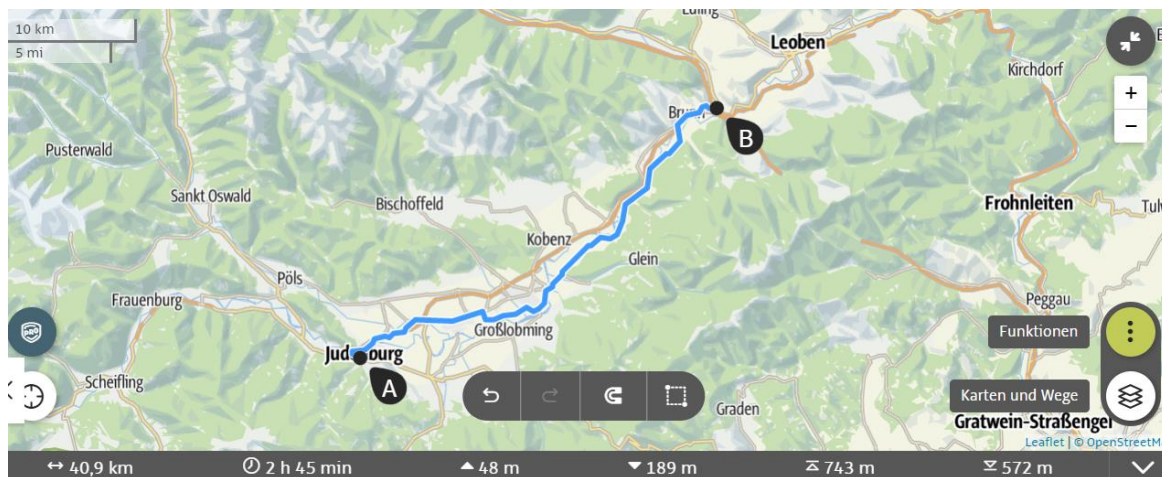 10 km
5 mi
Leoben
Kirchdorf
+
−
B
Pusterwald
Sankt Oswald
Bischoffeld
Frohnleiten
Kobenz
Glein
Pöls
Frauenburg
Peggau
PRO
Großlobming
Funktionen
A
Scheifling
Graden
Karten und Wege
Gratwein-Straßengel
Leaflet | © OpenStreetM
40,9 km 2 h 45 min 48 m 189 m 743 m 572 m